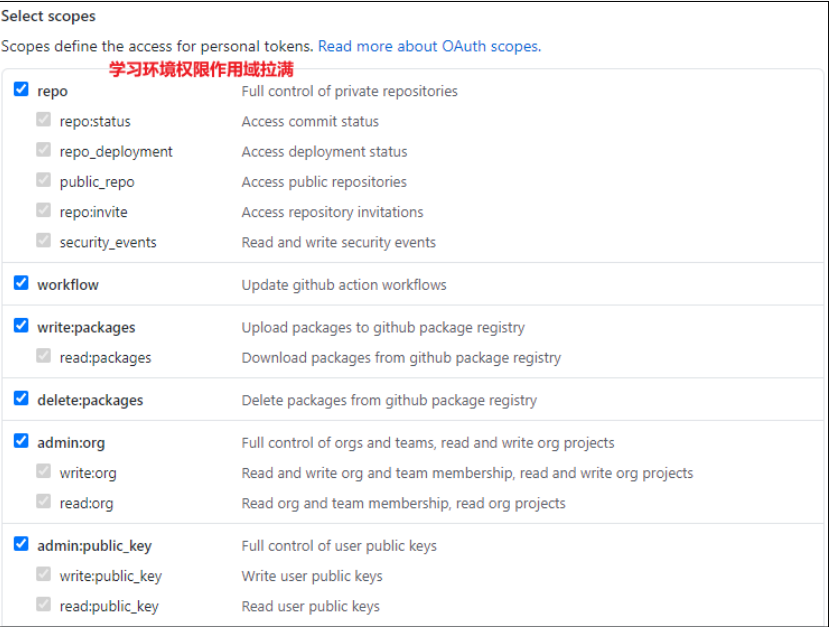 Select scopes
Scopes define the access for personal tokens. Read more about OAuth scopes.
学习环境权限作用域拉满
repo Full control of private repositories
repo:status Access commit status
repo_deployment Access deployment status
public_repo Access public repositories
repo:invite Access repository invitations
security_events Read and write security events
workflow Update github action workflows
write:packages Upload packages to github package registry
read:packages Download packages from github package registry
delete:packages Delete packages from github package registry
admin:org Full control of orgs and teams, read and write org projects
write:org Read and write org and team membership, read and write org projects
read:org Read org and team membership, read org projects
admin:public_key Full control of user public keys
write:public_key Write user public keys
read:public_key Read user public keys